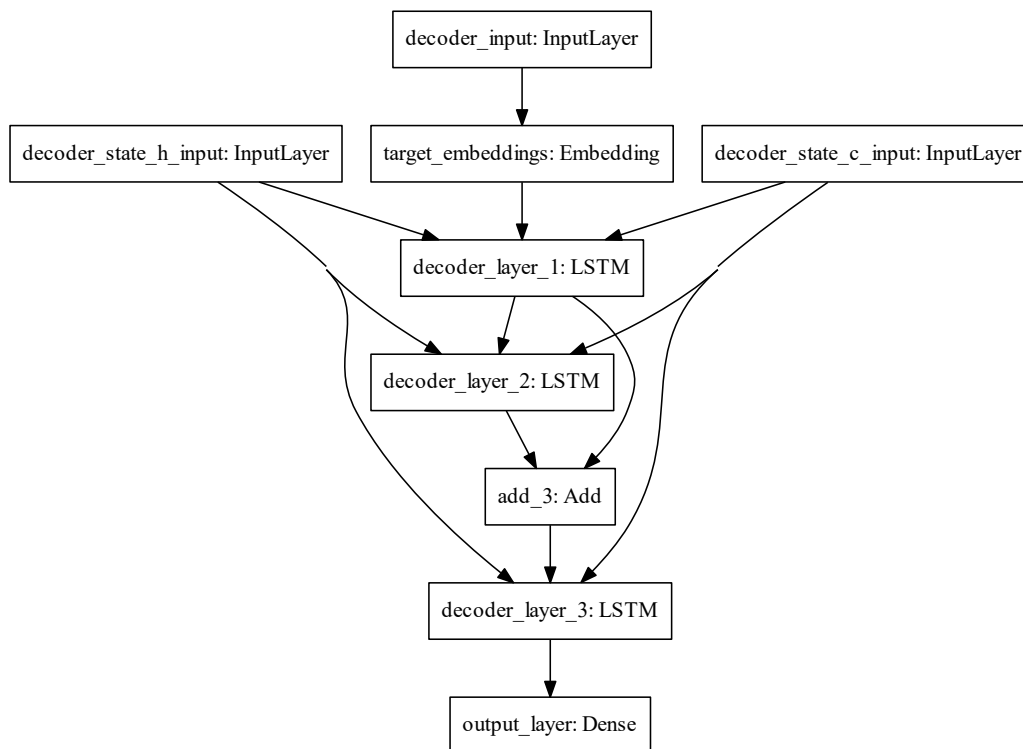 decoder_input: InputLayer
decoder_state_h_input: InputLayer
target_embeddings: Embedding
decoder_state_c_input: InputLayer
decoder_layer_1: LSTM
decoder_layer_2: LSTM
add_3: Add
decoder_layer_3: LSTM
output_layer: Dense